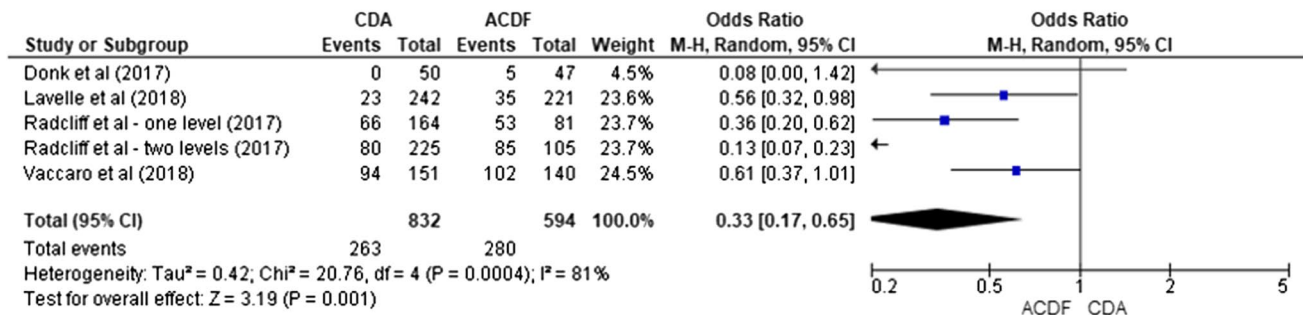 CDA ACDF Odds Ratio Odds Ratio
Study or Subgroup Events Total Events Total Weight M-H, Random, 95% CI M-H, Random, 95% CI
Donk et al (2017) 0 50 5 47 4.5% 0.08 [0.00, 1.42]
Lavelle et al (2018) 23 242 35 221 23.6% 0.56 [0.32, 0.98]
Radcliff et al - one level (2017) 66 164 53 81 23.7% 0.36 [0.20, 0.62]
Radcliff et al - two levels (2017) 80 225 85 105 23.7% 0.13 [0.07, 0.23]
Vaccaro et al (2018) 94 151 102 140 24.5% 0.61 [0.37, 1.01]
Total (95% CI) 832 594 100.0% 0.33 [0.17, 0.65]
Total events 263 280
Heterogeneity: Tau² = 0.42; Chi² = 20.76, df = 4 (P = 0.0004); I² = 81%
Test for overall effect: Z = 3.19 (P = 0.001)
0.2 0.5 1 2 5
ACDF CDA